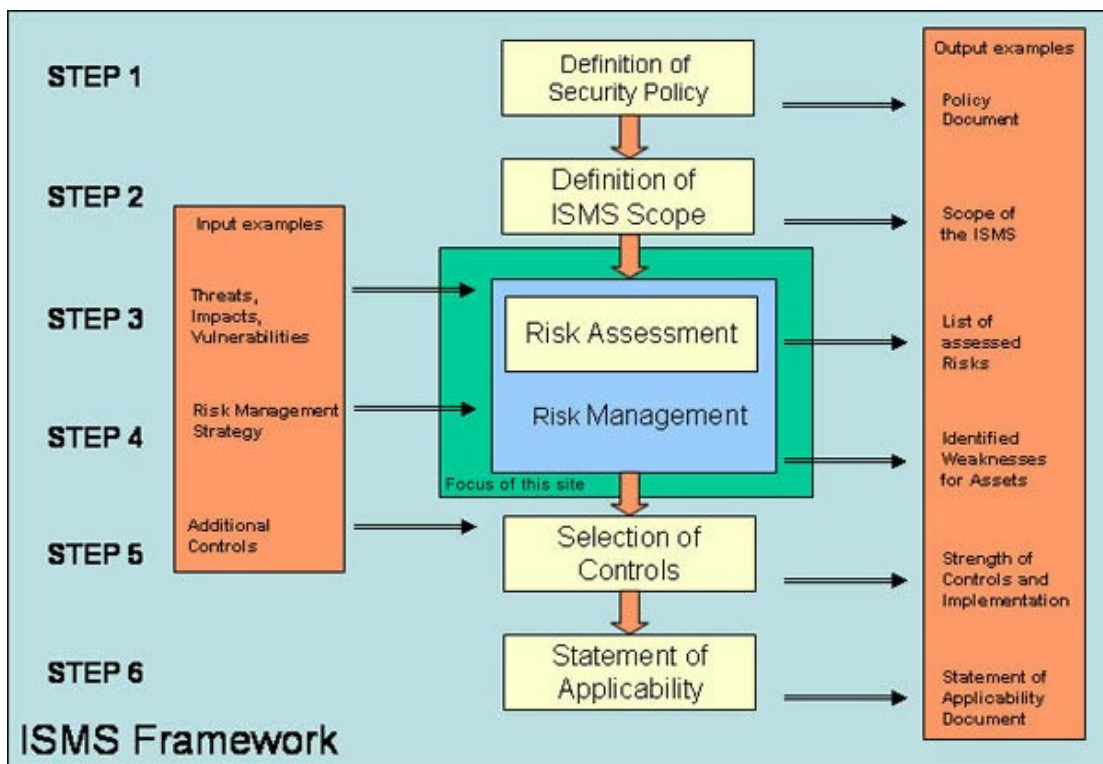 STEP 1
Definition of
Security Policy
Output examples
Policy
Document
STEP 2
Definition of
ISMS Scope
Scope of
the ISMS
Input examples
Threats,
Impacts,
Vulnerabilities
STEP 3
Risk Assessment
List of
assessed
Risks
Risk Management
Strategy
STEP 4
Risk Management
Identified
Weaknesses
for Assets
Focus of this site
Additional
Controls
STEP 5
Selection of
Controls
Strength of
Controls and
Implementation
STEP 6
Statement of
Applicability
Statement of
Applicability
Document
ISMS Framework